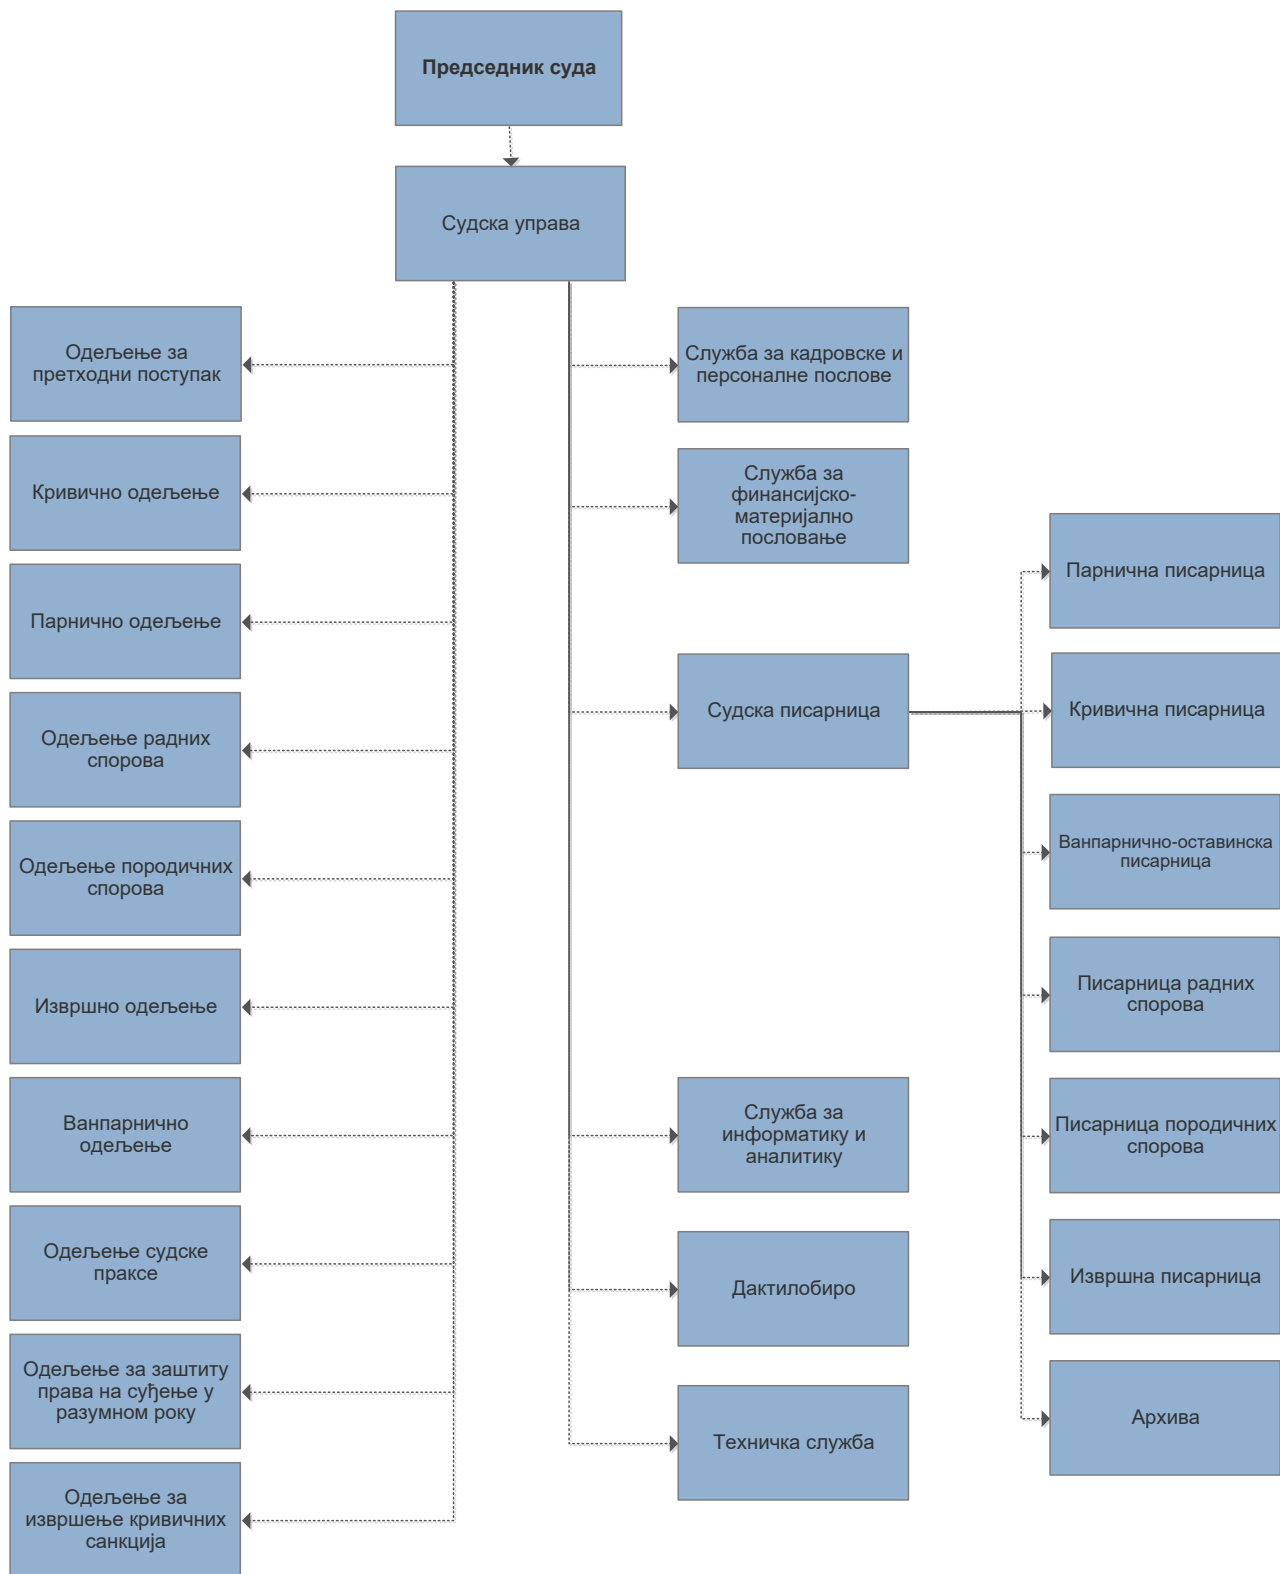 Председник суда
Судска управа
Одељење за
претходни поступак
Кривично одељење
Парнично одељење
Одељење радних
спорова
Одељење породичних
спорова
Извршно одељење
Ванпарнично
одељење
Одељење судске
праксе
Одељење за заштиту
права на суђење у
разумном року
Одељење за
извршење кривичних
санкција
Служба за кадровске и
персоналне послове
Служба за
финансијско-
материјално
пословање
Судска писарница
Служба за
информатику и
аналитику
Дактилобиро
Техничка служба
Парнична писарница
Кривична писарница
Ванпарнично-оставинска
писарница
Писарница радних
спорова
Писарница породичних
спорова
Извршна писарница
Архива